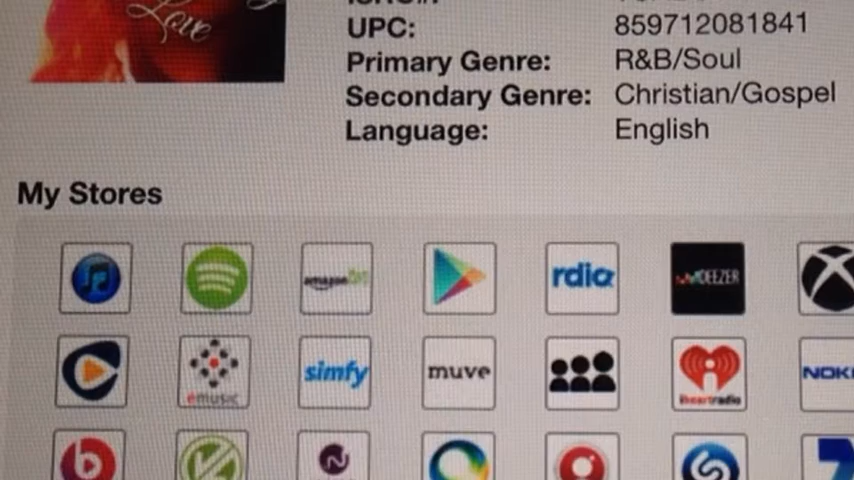 Love
UPC: 859712081841
Primary Genre: R&B/Soul
Secondary Genre: Christian/Gospel
Language: English
My Stores
rdio DEEZER
emusic simfy muve iheartradio NOKI